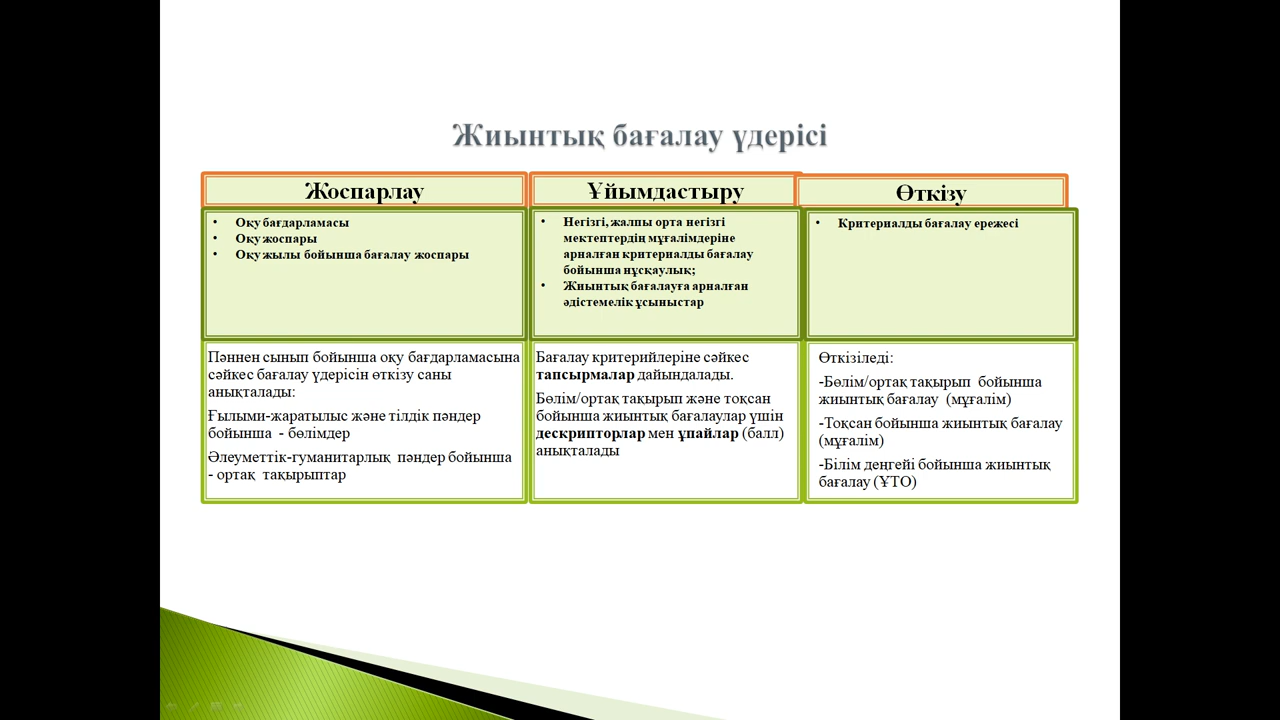 Жиынтық бағалау үдерісі
Жоспарлау
Ұйымдастыру
Өткізу
• Оқу бағдарламасы
• Оқу жоспары
• Оқу жылы бойынша бағалау жоспары
• Негізгі, жалпы орта негізгі
мектептердің мұғалімдеріне
арналған критериалды бағалау
бойынша нұсқаулық;
• Жиынтық бағалауға арналған
әдістемелік ұсыныстар
• Критериалды бағалау ережесі
Пәннен сынып бойынша оқу бағдарламасына
сәйкес бағалау үдерісін өткізу саны
анықталады:
Ғылыми-жаратылыс және тілдік пәндер
бойынша - бөлімдер
Әлеуметтік-гуманитарлық пәндер бойынша
- ортақ тақырыптар
Бағалау критерийлеріне сәйкес
тапсырмалар дайындалады.
Бөлім/ортақ тақырып және тоқсан
бойынша жиынтық бағалаулар үшін
дескрипторлар мен ұпайлар (балл)
анықталады
Өткізіледі:
-Бөлім/ортақ тақырып бойынша
жиынтық бағалау (мұғалім)
-Тоқсан бойынша жиынтық бағалау
(мұғалім)
-Білім деңгейі бойынша жиынтық
бағалау (ҰТО)